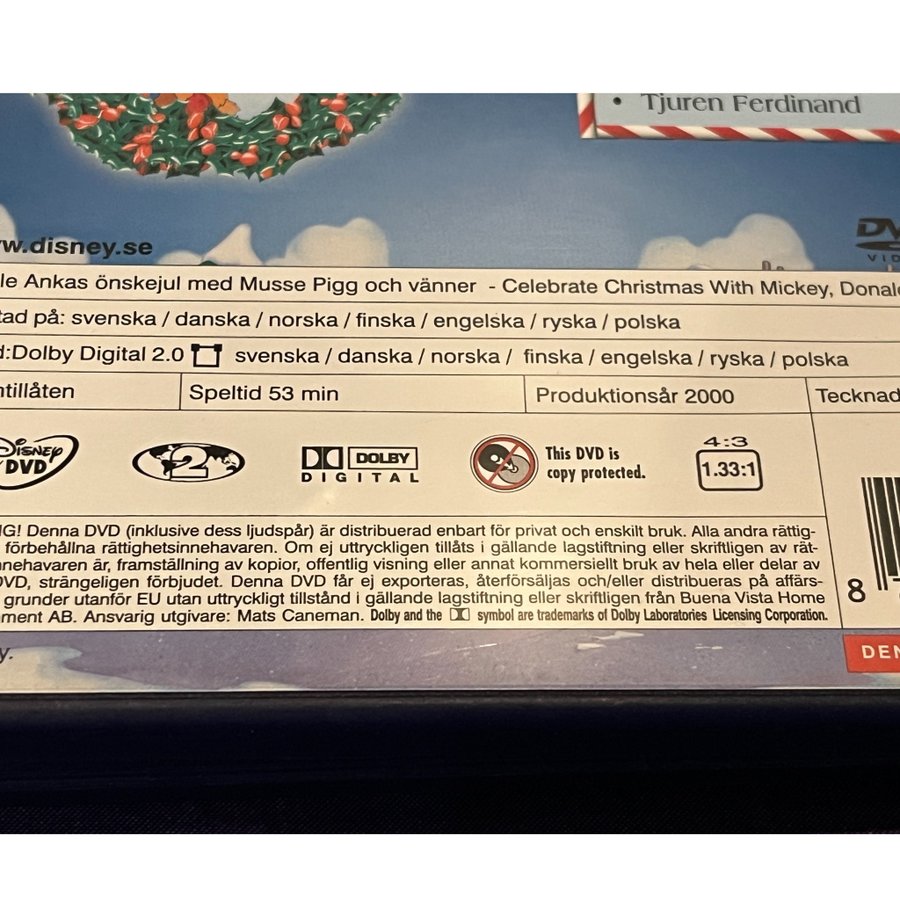 • Tjuren Ferdinand
w.disney.se
DV
VID
le Ankas önskejul med Musse Pigg och vänner - Celebrate Christmas With Mickey, Donald
tad på: svenska / danska / norska / finska / engelska / ryska / polska
d:Dolby Digital 2.0 svenska / danska / norska / finska / engelska / ryska / polska
ntillåten
Speltid 53 min
Produktionsår 2000
Tecknad
Disney
DVD
2
DOLBY
DIGITAL
This DVD is
copy protected.
4:3
1.33:1
NG! Denna DVD (inklusive dess ljudspår) är distribuerad enbart för privat och enskilt bruk. Alla andra rättig-
förbehållna rättighetsinnehavaren. Om ej uttryckligen tillåts i gällande lagstiftning eller skriftligen av rät-
nnehavaren är, framställning av kopior, offentlig visning eller annat kommersiellt bruk av hela eller delar av
DVD, strängeligen förbjudet. Denna DVD får ej exporteras, återförsäljas och/eller distribueras på affärs-
grunder utanför EU utan uttryckligt tillstånd i gällande lagstiftning eller skriftligen från Buena Vista Home
ment AB. Ansvarig utgivare: Mats Caneman. Dolby and the symbol are trademarks of Dolby Laboratories Licensing Corporation.
8
y.
DEN